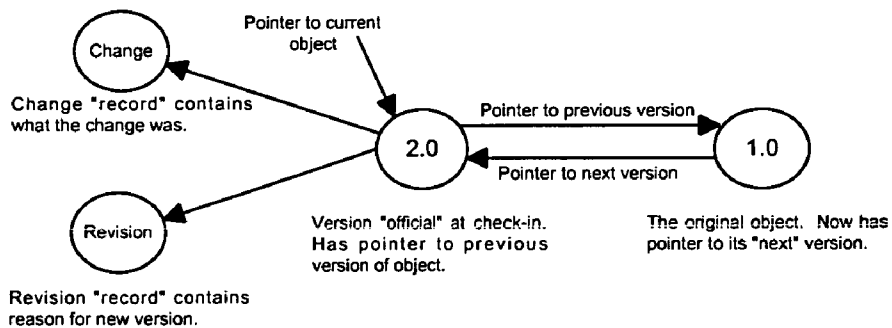 Pointer to current
object
Change
Change "record" contains
what the change was.
Pointer to previous version
2.0
1.0
Pointer to next version
Revision
Version "official" at check-in.
Has pointer to previous
version of object.
The original object. Now has
pointer to its "next" version.
Revision "record" contains
reason for new version.